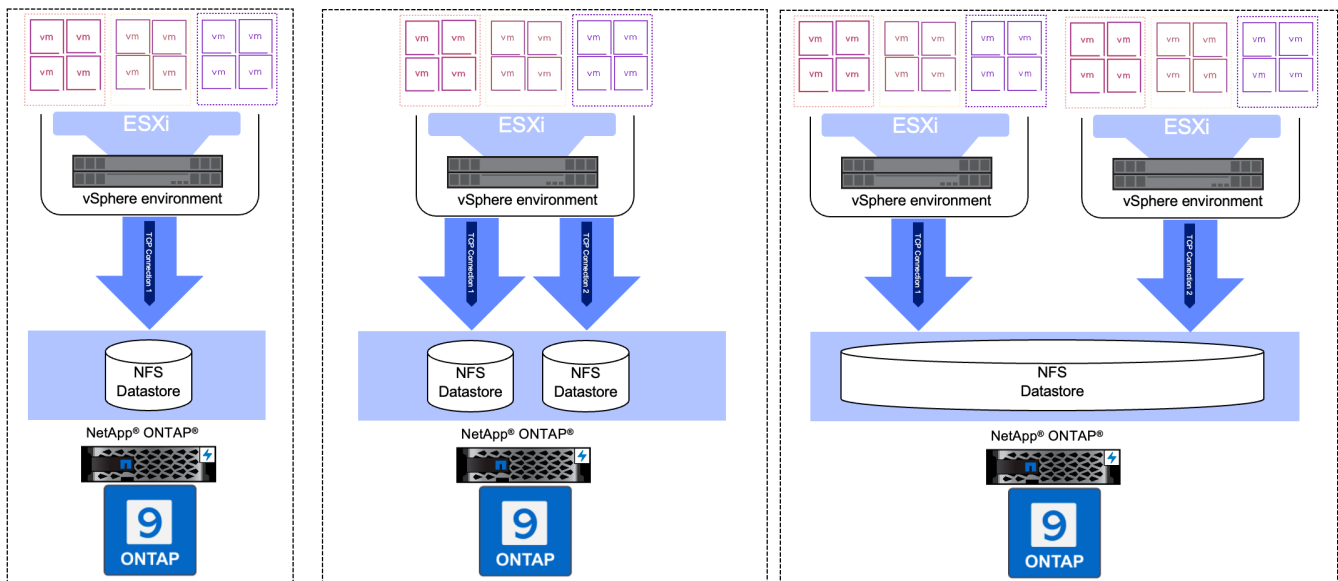 vm vm vm vm vm vm
vm vm vm vm vm vm
ESXi
vSphere environment
TCP Connection 1
NFS
Datastore
NetApp® ONTAP®
9
ONTAP
vm vm vm vm vm vm
vm vm vm vm vm vm
ESXi
vSphere environment
TCP Connection 1
TCP Connection 2
NFS
Datastore
NFS
Datastore
NetApp® ONTAP®
9
ONTAP
vm vm vm vm vm vm
vm vm vm vm vm vm
ESXi
vSphere environment
TCP Connection 1
vm vm vm vm vm vm
vm vm vm vm vm vm
ESXi
vSphere environment
TCP Connection 2
NFS
Datastore
NetApp® ONTAP®
9
ONTAP